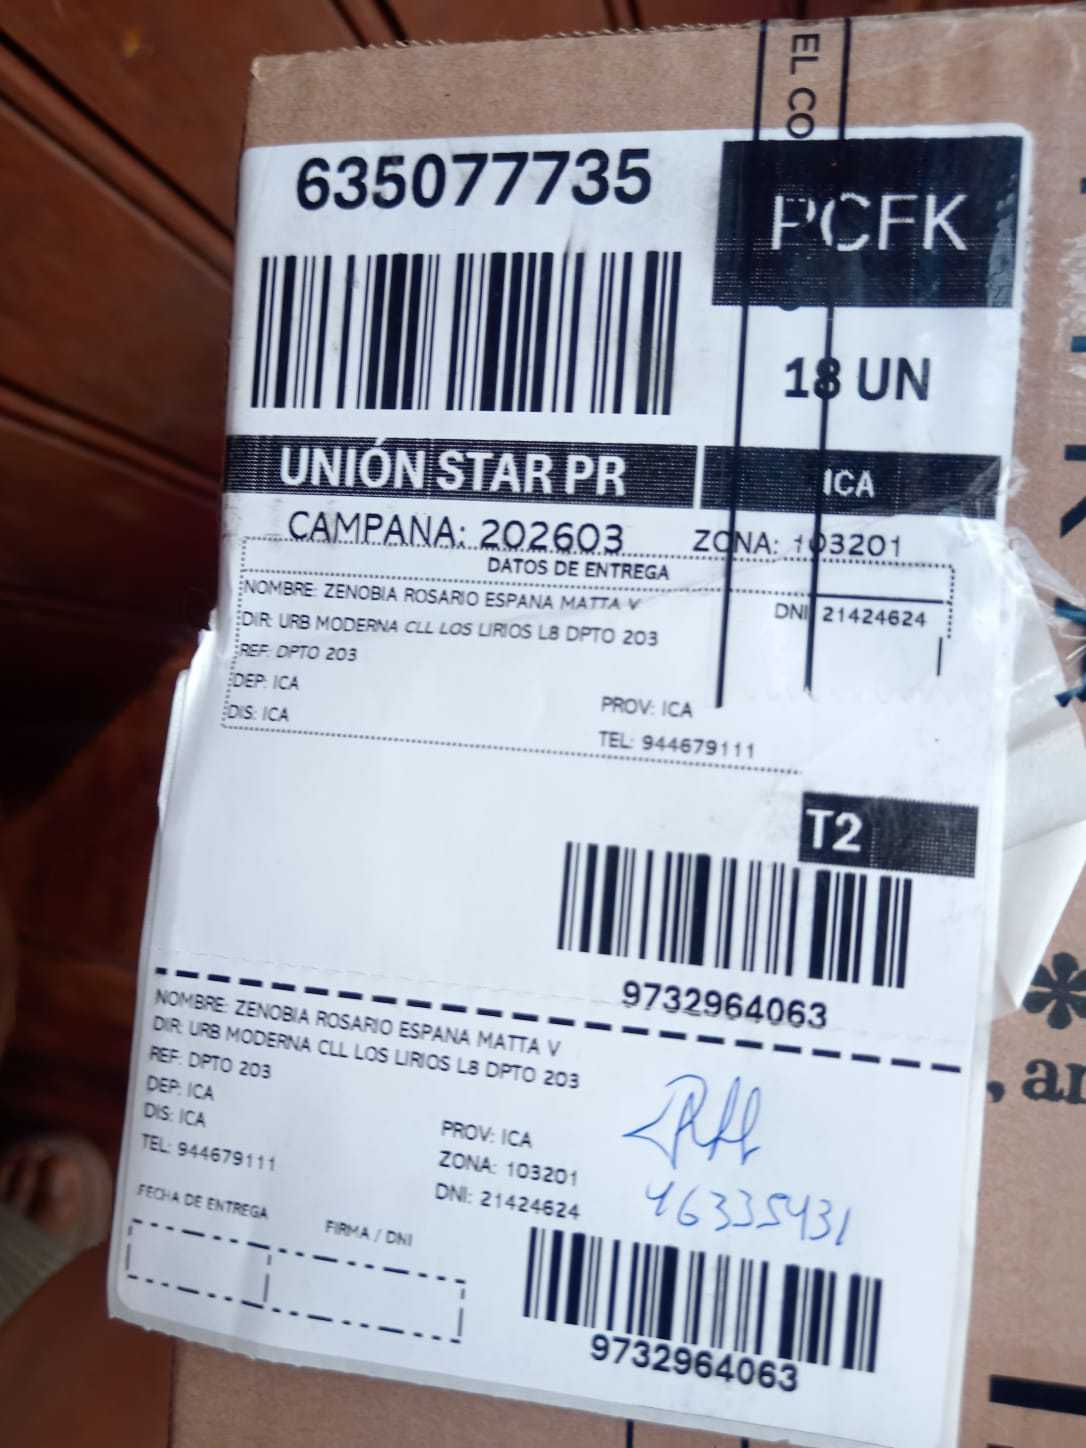 EL CO
635077735
PCFK
18 UN
UNIÓN STAR PR
ICA
CAMPANA: 202603
ZONA: 103201
DATOS DE ENTREGA
NOMBRE: ZENOBIA ROSARIO ESPANA MATTA V
DNI: 21424624
DIR: URB MODERNA CLL LOS LIRIOS L8 DPTO 203
REF: DPTO 203
DEP: ICA
PROV: ICA
DIS: ICA
TEL: 944679111
T2
9732964063
NOMBRE: ZENOBIA ROSARIO ESPANA MATTA V
DIR: URB MODERNA CLL LOS LIRIOS L8 DPTO 203
REF: DPTO 203
DEP: ICA
PROV: ICA
DIS: ICA
ZONA: 103201
TEL: 944679111
DNI: 21424624
46335431
FECHA DE ENTREGA
FIRMA / DNI
9732964063
, an